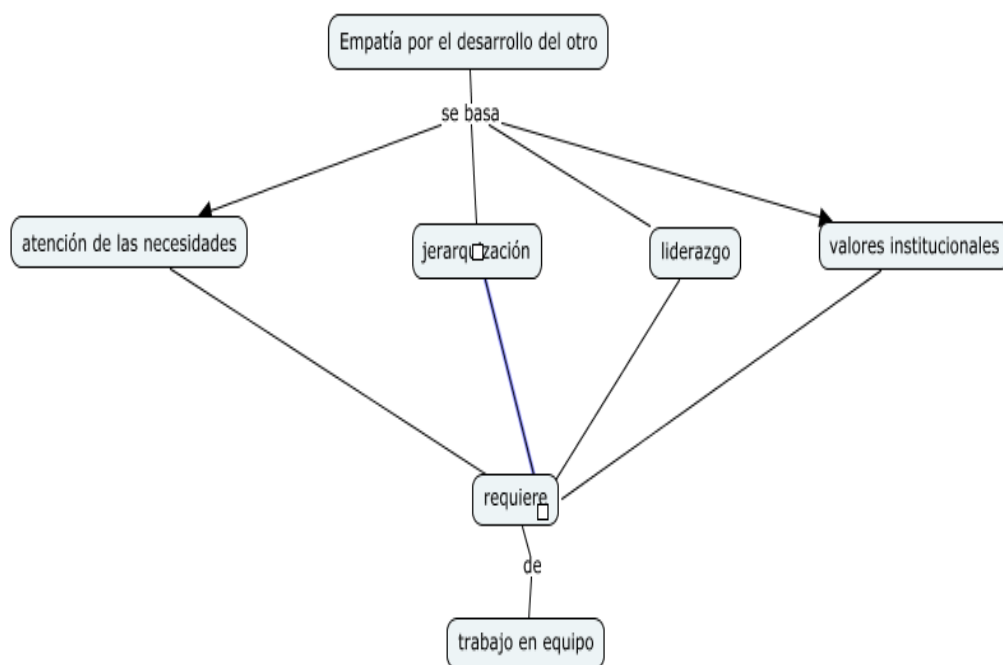 Empatía por el desarrollo del otro
se basa
atención de las necesidades
jerarquización
liderazgo
valores institucionales
requiere
de
trabajo en equipo